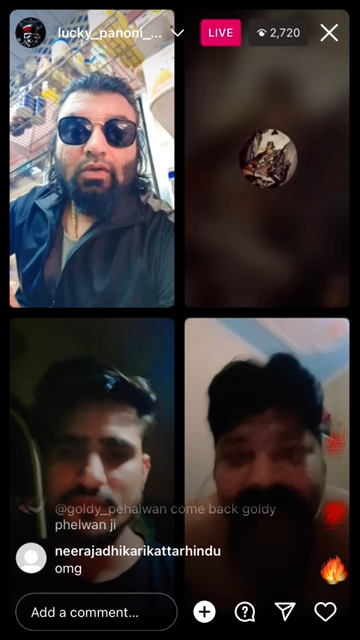 lucky_panoni_...
LIVE
2,720
@goldy_pehalwan come back goldy
phelwan ji
neerajadhikarikattarhindu
omg
Add a comment...